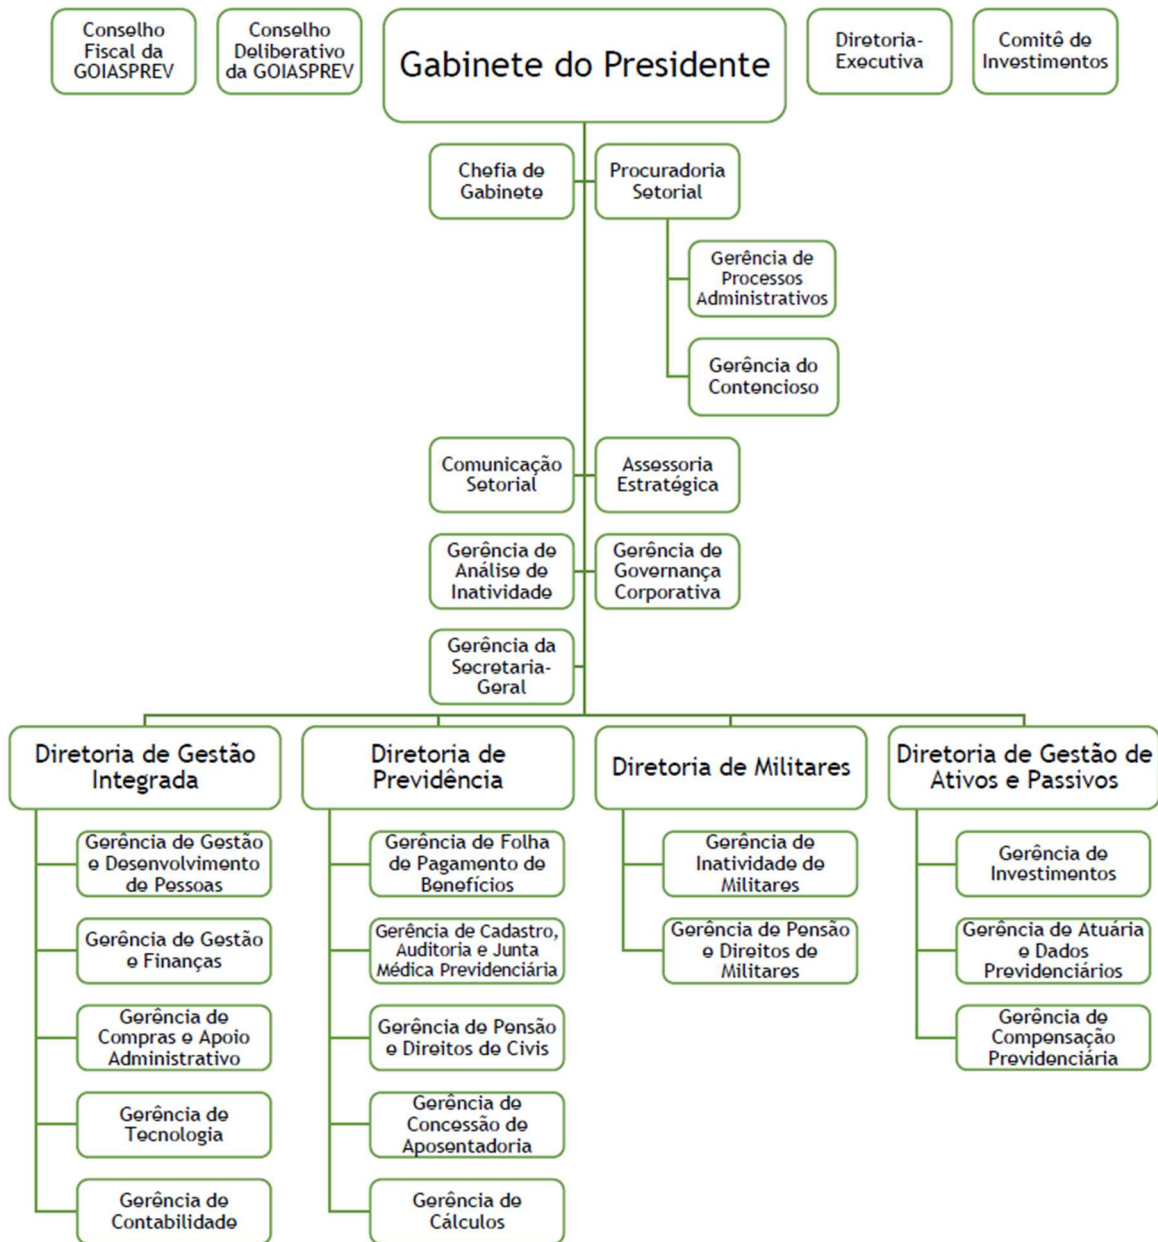 Conselho
Fiscal da
GOIASPREV
Conselho
Deliberativo
da GOIASPREV
Gabinete do Presidente
Diretoria-
Executiva
Comitê de
Investimentos
Chefia de
Gabinete
Procuradoria
Setorial
Gerência de
Processos
Administrativos
Gerência do
Contencioso
Comunicação
Setorial
Assessoria
Estratégica
Gerência de
Análise de
Inatividade
Gerência de
Governança
Corporativa
Gerência da
Secretaria-
Geral
Diretoria de Gestão
Integrada
Gerência de Gestão
e Desenvolvimento
de Pessoas
Gerência de Gestão
e Finanças
Gerência de
Compras e Apoio
Administrativo
Gerência de
Tecnologia
Gerência de
Contabilidade
Diretoria de
Previdência
Gerência de Folha
de Pagamento de
Benefícios
Gerência de Cadastro,
Auditoria e Junta
Médica Previdenciária
Gerência de Pensão
e Direitos de Civis
Gerência de
Concessão de
Aposentadoria
Gerência de
Cálculos
Diretoria de Militares
Gerência de
Inatividade de
Militares
Gerência de Pensão
e Direitos de
Militares
Diretoria de Gestão de
Ativos e Passivos
Gerência de
Investimentos
Gerência de Atuária
e Dados
Previdenciários
Gerência de
Compensação
Previdenciária